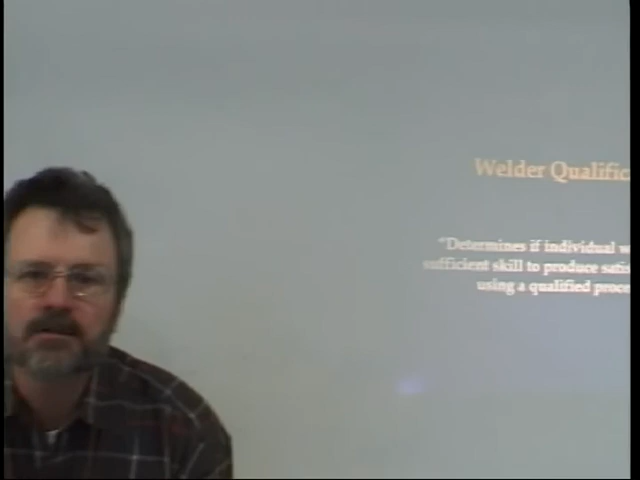 Welder Qualific
"Determines if individual w
sufficient skill to produce satis
using a qualified proce